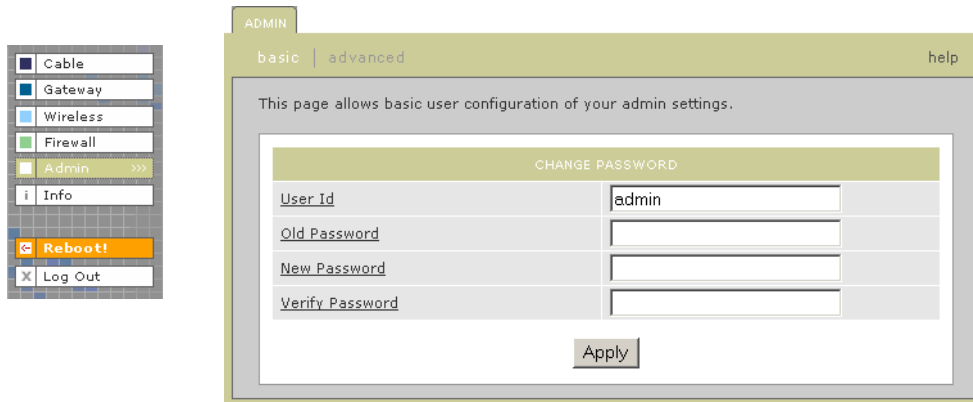 Cable
Gateway
Wireless
Firewall
Admin >>>
i Info
Reboot!
X Log Out
ADMIN
basic | advanced help
This page allows basic user configuration of your admin settings.
CHANGE PASSWORD
User Id admin
Old Password
New Password
Verify Password
Apply